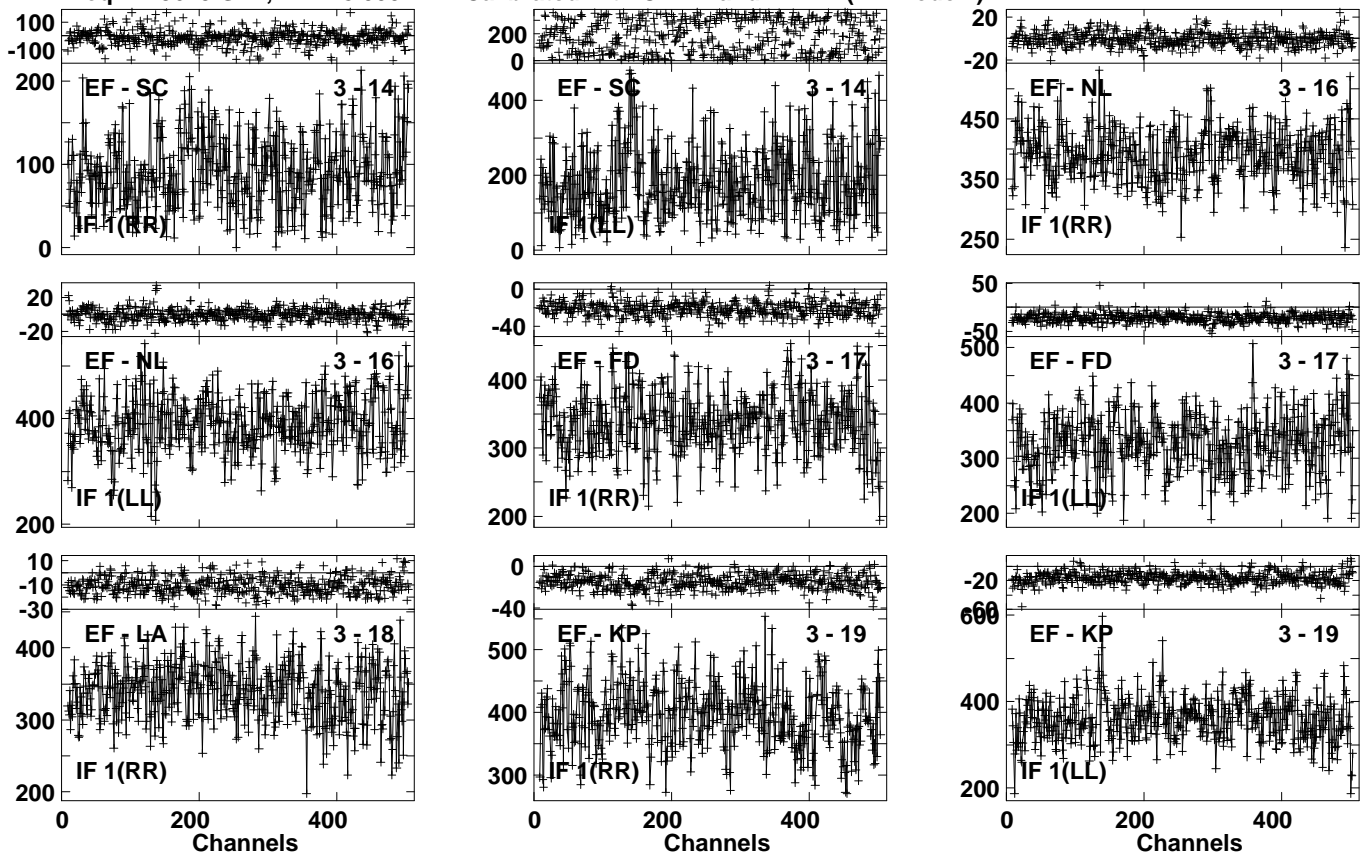 100
-100
200
EF - SC 3 - 14
100
IF 1(RR)
0
200
0
EF - SC 3 - 14
400
200
IF 1(LL)
0
20
-20
EF - NL 3 - 16
450
350
IF 1(RR)
250
20
-20
EF - NL 3 - 16
400
IF 1(LL)
200
0
-40
EF - FD 3 - 17
400
300
IF 1(RR)
200
50
-50
500
EF - FD 3 - 17
400
300
IF 1(LL)
200
10
-10
-30
EF - LA 3 - 18
400
300
IF 1(RR)
200
0 200 400
Channels
0
-40
EF - KP 3 - 19
500
400
300
IF 1(RR)
0 200 400
Channels
-20
-60
600
EF - KP 3 - 19
400
IF 1(LL)
200
0 200 400
Channels